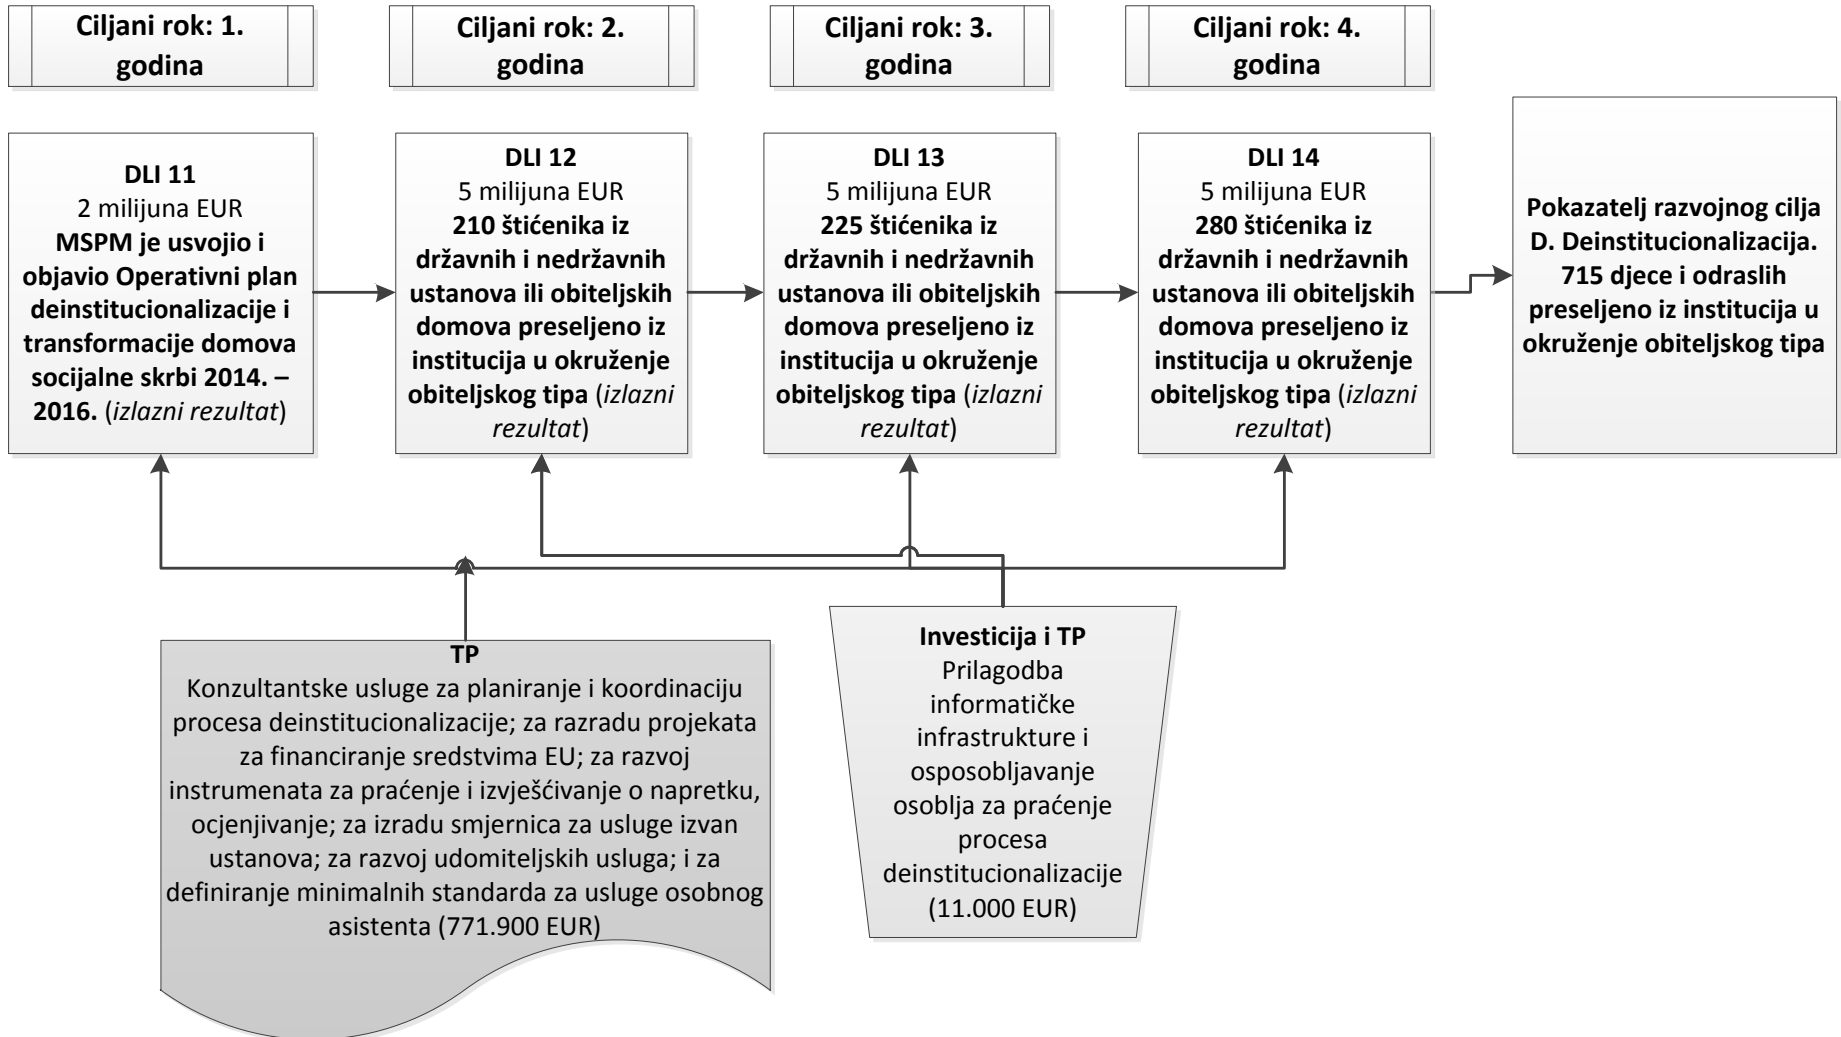 Ciljani rok: 1.
godina
Ciljani rok: 2.
godina
Ciljani rok: 3.
godina
Ciljani rok: 4.
godina
DLI 11
2 milijuna EUR
MSPM je usvojio i
objavio Operativni plan
deinstitucionalizacije i
transformacije domova
socijalne skrbi 2014. –
2016. (izlazni rezultat)
DLI 12
5 milijuna EUR
210 štićenika iz
državnih i nedržavnih
ustanova ili obiteljskih
domova preseljeno iz
institucija u okruženje
obiteljskog tipa (izlazni
rezultat)
DLI 13
5 milijuna EUR
225 štićenika iz
državnih i nedržavnih
ustanova ili obiteljskih
domova preseljeno iz
institucija u okruženje
obiteljskog tipa (izlazni
rezultat)
DLI 14
5 milijuna EUR
280 štićenika iz
državnih i nedržavnih
ustanova ili obiteljskih
domova preseljeno iz
institucija u okruženje
obiteljskog tipa (izlazni
rezultat)
Pokazatelj razvojnog cilja
D. Deinstitucionalizacija.
715 djece i odraslih
preseljeno iz institucija u
okruženje obiteljskog tipa
TP
Konzultantske usluge za planiranje i koordinaciju
procesa deinstitucionalizacije; za razradu projekata
za financiranje sredstvima EU; za razvoj
instrumenata za praćenje i izvješćivanje o napretku,
ocjenjivanje; za izradu smjernica za usluge izvan
ustanova; za razvoj udomiteljskih usluga; i za
definiranje minimalnih standarda za usluge osobnog
asistenta (771.900 EUR)
Investicija i TP
Prilagodba
informatičke
infrastrukture i
osposobljavanje
osoblja za praćenje
procesa
deinstitucionalizacije
(11.000 EUR)